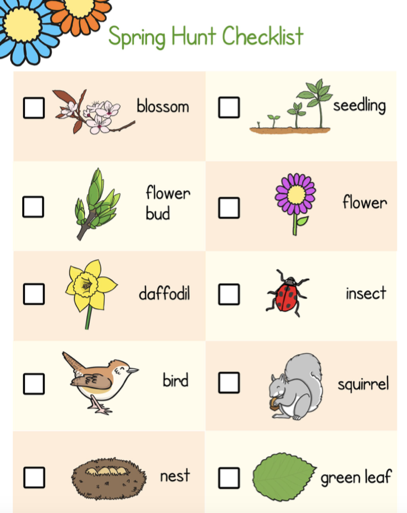 Spring Hunt Checklist
blossom
seedling
flower
bud
flower
daffodil
insect
bird
squirrel
nest
green leaf